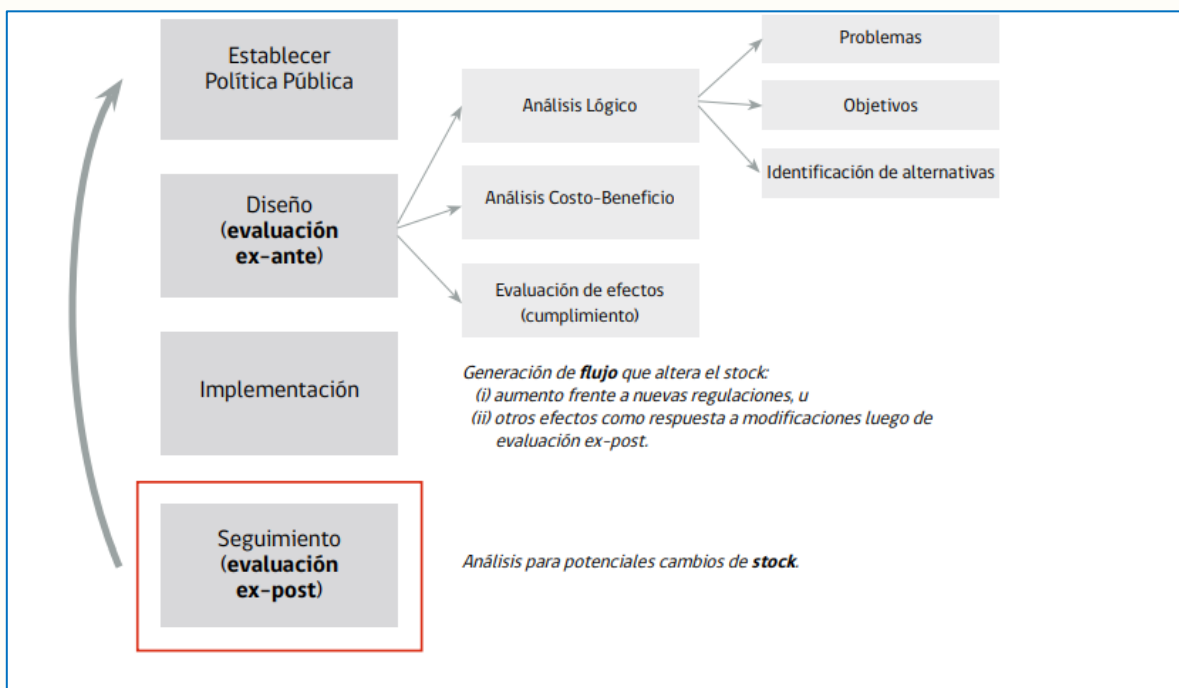 Establecer
Política Pública
Diseño
(evaluación
ex-ante)
Implementación
Seguimiento
(evaluación
ex-post)
Análisis Lógico
Análisis Costo-Beneficio
Evaluación de efectos
(cumplimiento)
Problemas
Objetivos
Identificación de alternativas
Generación de flujo que altera el stock:
(i) aumento frente a nuevas regulaciones, u
(ii) otros efectos como respuesta a modificaciones luego de
evaluación ex-post.
Análisis para potenciales cambios de stock.